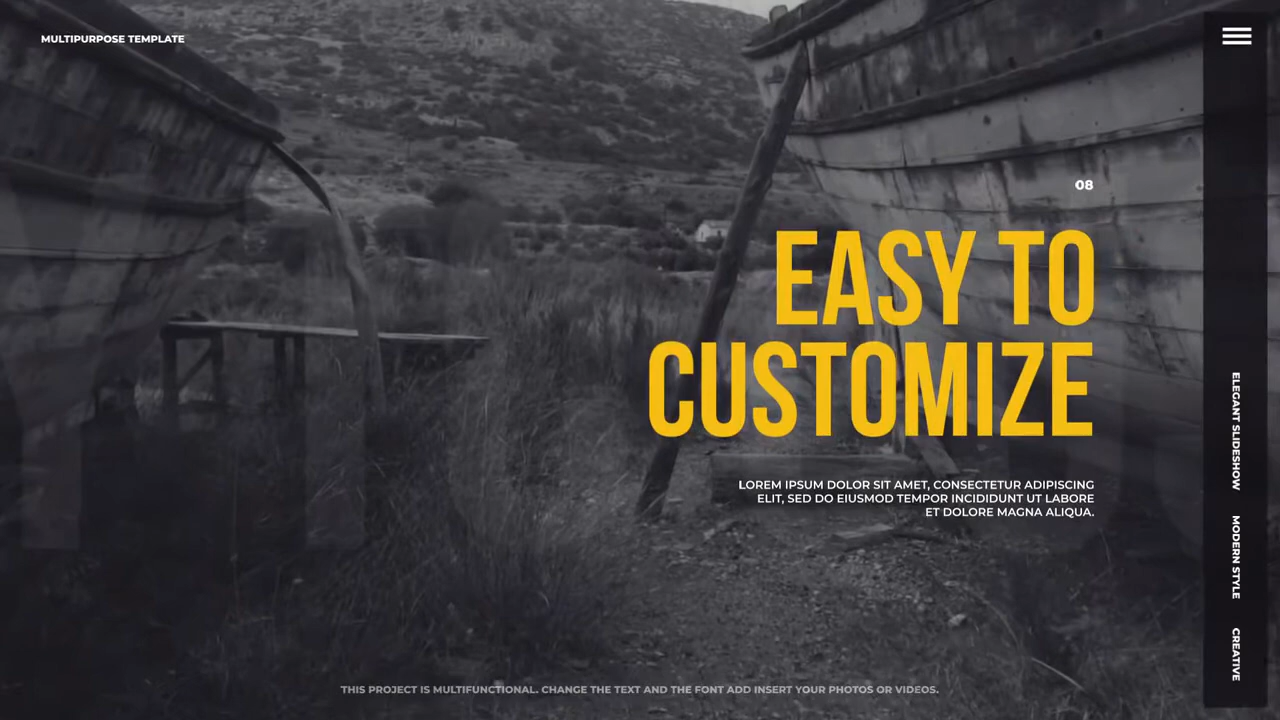 MULTIPURPOSE TEMPLATE
08
EASY TO
CUSTOMIZE
LOREM IPSUM DOLOR SIT AMET, CONSECTETUR ADIPISCING
ELIT, SED DO EIUSMOD TEMPOR INCIDIDUNT UT LABORE
ET DOLORE MAGNA ALIQUA.
ELEGANT SLIDESHOW
MODERN STYLE
CREATIVE
THIS PROJECT IS MULTIFUNCTIONAL. CHANGE THE TEXT AND THE FONT ADD INSERT YOUR PHOTOS OR VIDEOS.